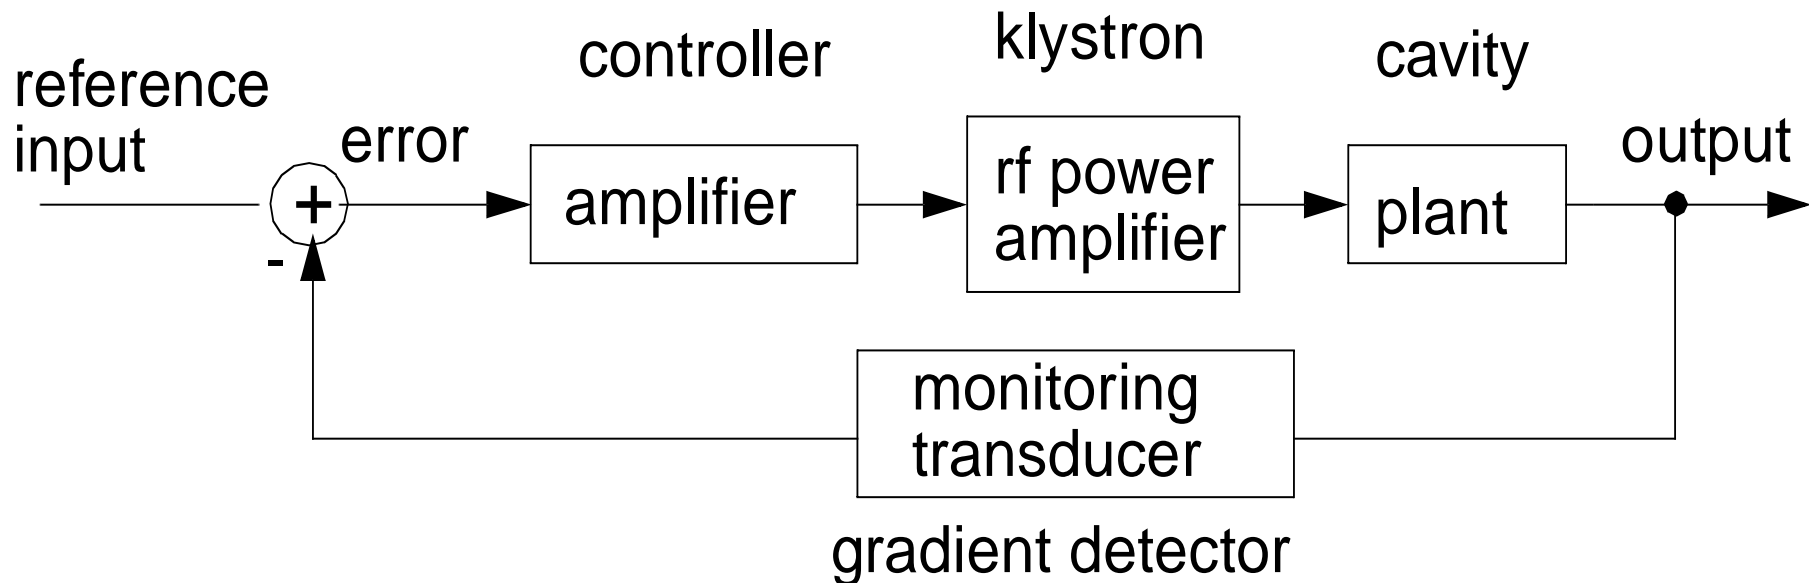 reference
input
error
controller
amplifier
klystron
rf power
amplifier
cavity
plant
output
+
-
monitoring
transducer
gradient detector